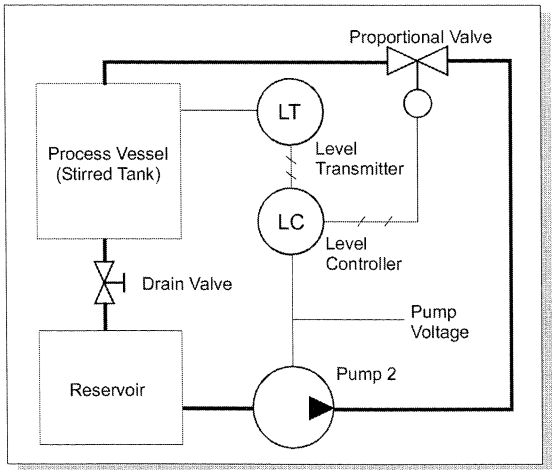 Proportional Valve
LT
Process Vessel
(Stirred Tank)
Level
Transmitter
LC
Level
Controller
Drain Valve
Pump
Voltage
Pump 2
Reservoir